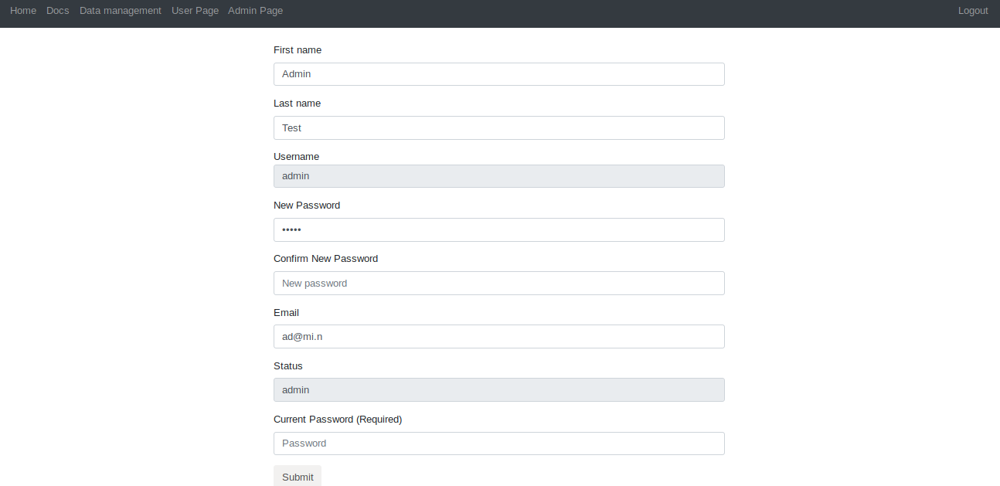 Home Docs Data management User Page Admin Page Logout
First name
Admin
Last name
Test
Username
admin
New Password
•••••
Confirm New Password
New password
Email
ad@mi.n
Status
admin
Current Password (Required)
Password
Submit